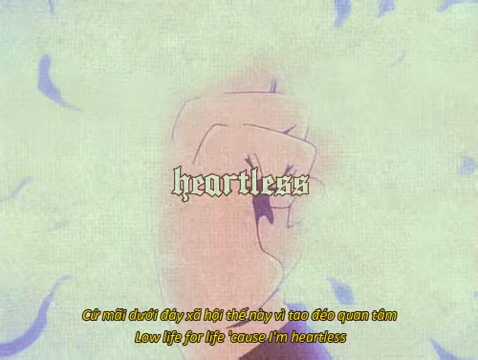 heartless
Cứ mãi dưới đáy xã hội thế này vì tao đéo quan tâm
Low life for life 'cause I'm heartless